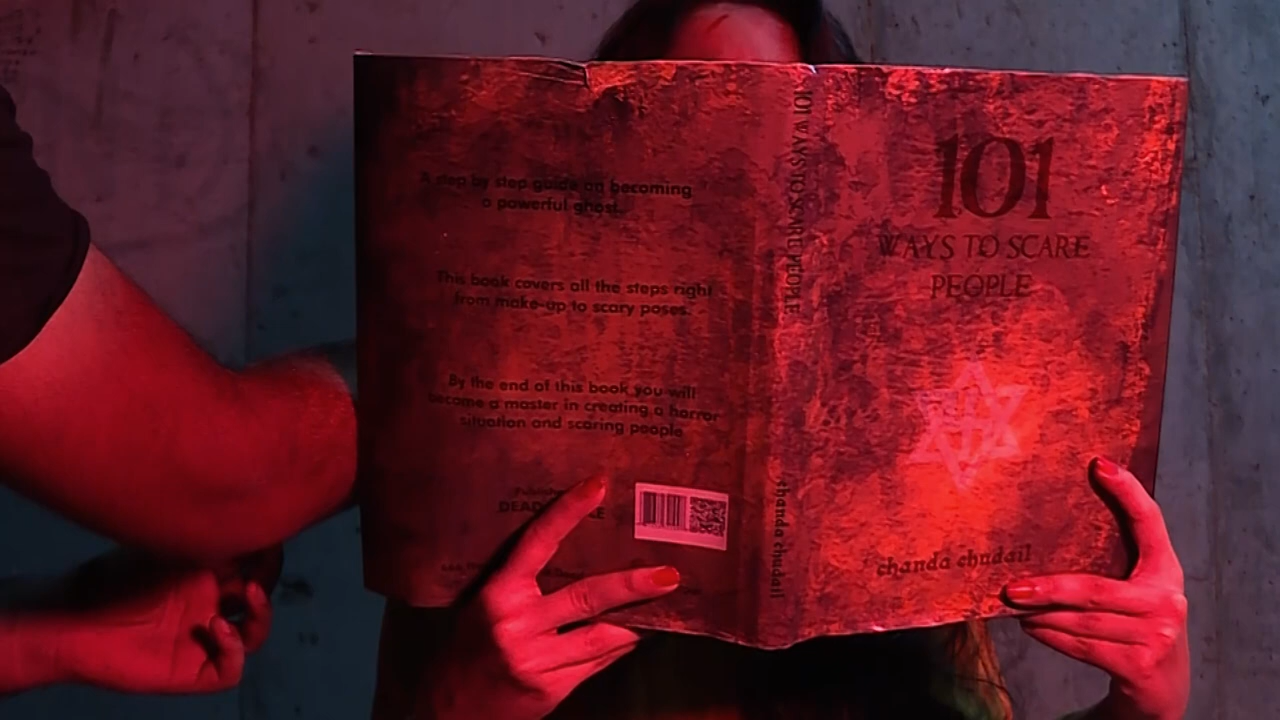 A step by step guide on becoming
a powerful ghost.
This book covers all the steps right
from make-up to scary poses.
By the end of this book you will
become a master in creating a horror
situation and scaring people
101 WAYS TO SCARE PEOPLE
chanda chudail
101
WAYS TO SCARE
PEOPLE
chanda chudail